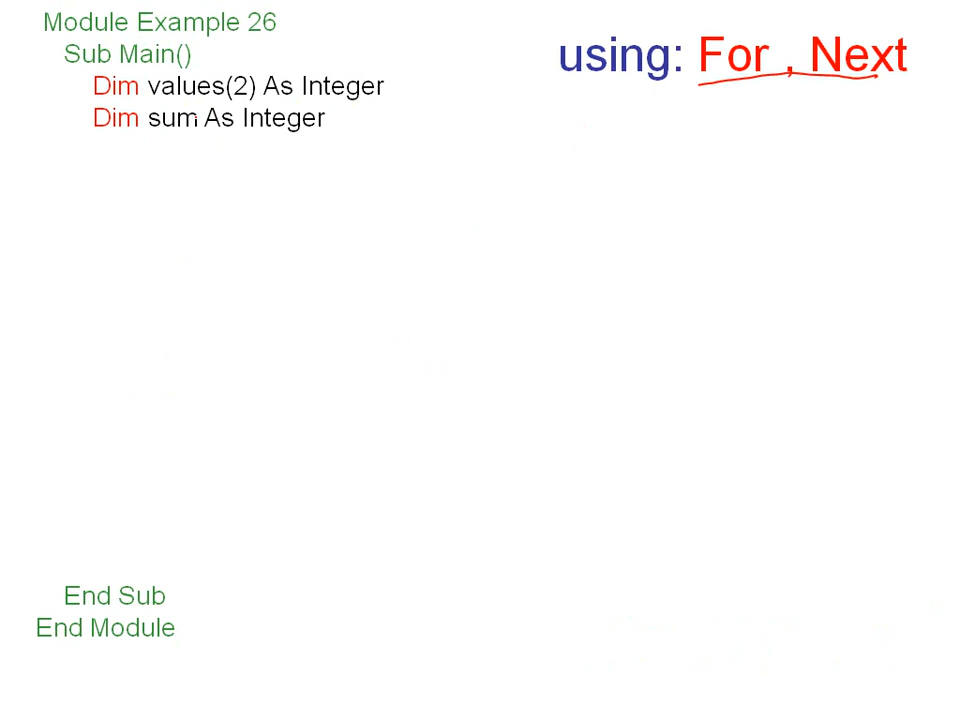 Module Example 26
Sub Main()
Dim values(2) As Integer
Dim sum As Integer
using: For , Next
End Sub
End Module